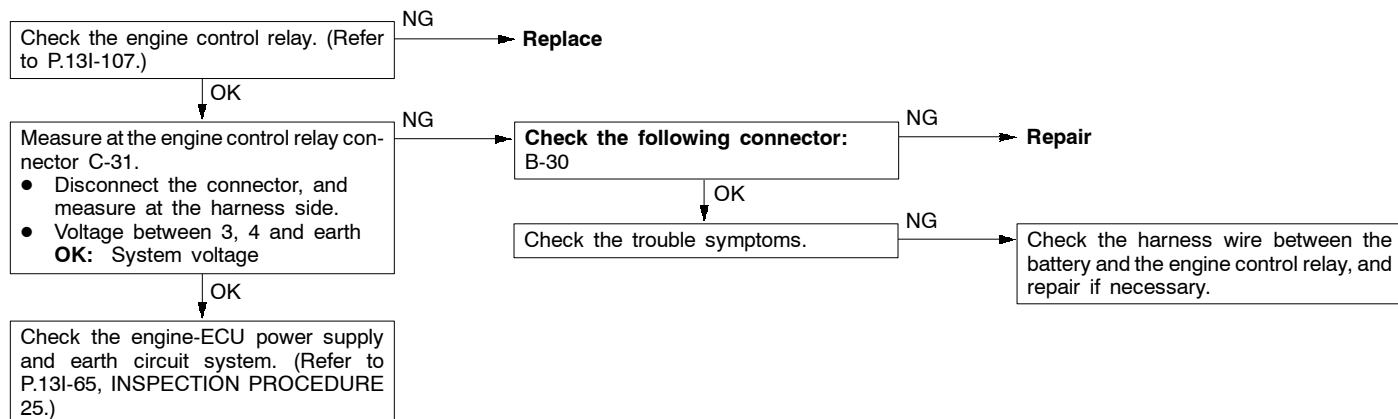 Check the engine control relay. (Refer
to P.13I-107.)
NG
Replace
OK
Measure at the engine control relay con-
nector C-31.
● Disconnect the connector, and
measure at the harness side.
● Voltage between 3, 4 and earth
OK: System voltage
NG
Check the following connector:
B-30
NG
Repair
OK
Check the trouble symptoms.
NG
Check the harness wire between the
battery and the engine control relay, and
repair if necessary.
OK
Check the engine-ECU power supply
and earth circuit system. (Refer to
P.13I-65, INSPECTION PROCEDURE
25.)